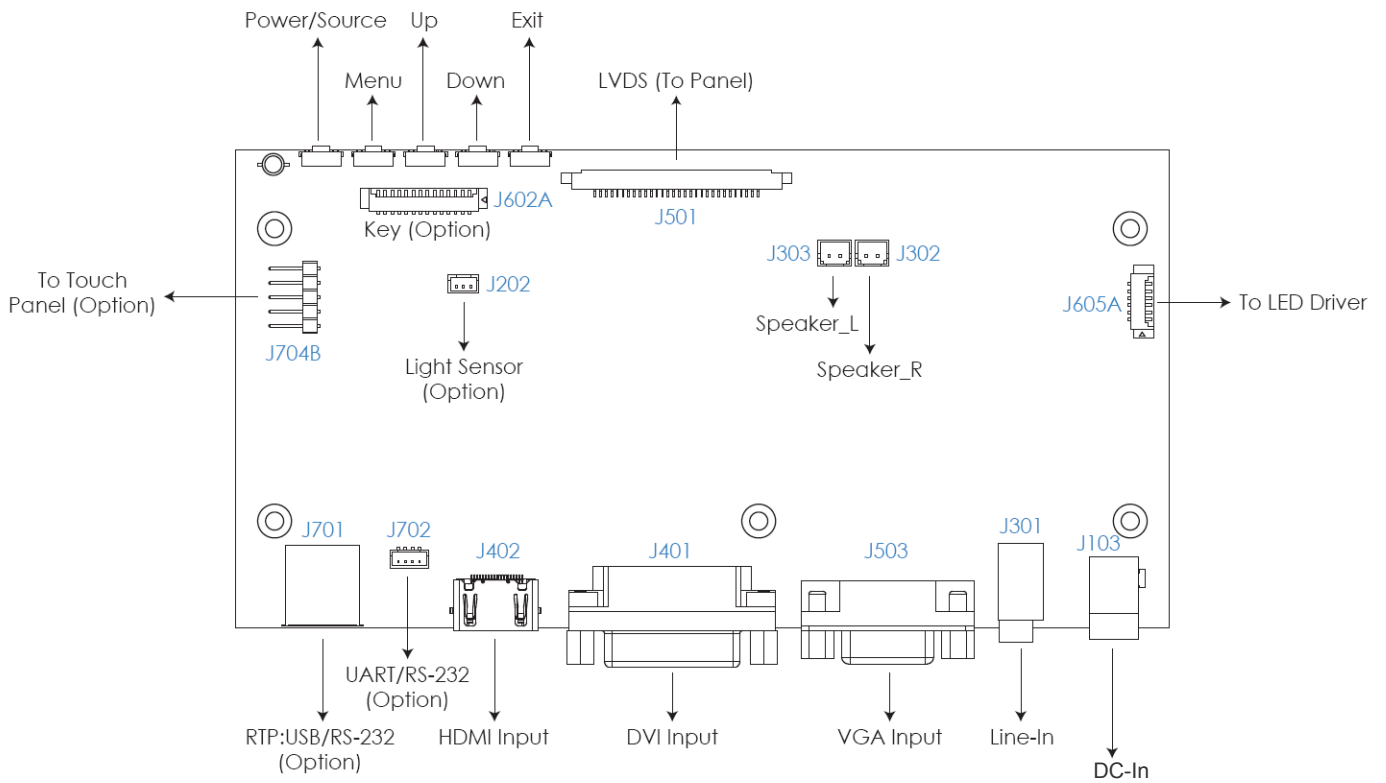 Power/Source
Up
Exit
Menu
Down
LVDS (To Panel)
J602A
J501
Key (Option)
J303
J302
To Touch
Panel (Option)
J202
J605A
To LED Driver
Speaker_L
J704B
Light Sensor
(Option)
Speaker_R
J701
J702
J402
J401
J503
J301
J103
UART/RS-232
(Option)
RTP:USB/RS-232
(Option)
HDMI Input
DVI Input
VGA Input
Line-In
DC-In